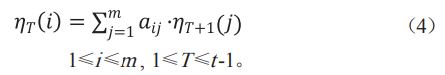 η_T(i) = ∑_{j=1}^{m} a_{ij}·η_{T+1}(j) (4)
1≤i≤m, 1≤T≤t-1。